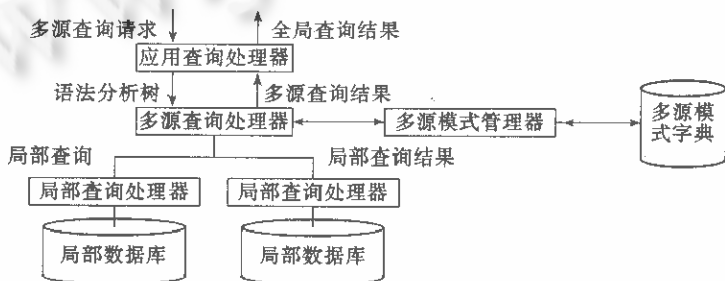 多源查询请求
全局查询结果
应用查询处理器
语法分析树
多源查询结果
多源查询处理器
多源模式管理器
多源模
式字典
局部查询
局部查询结果
局部查询处理器
局部查询处理器
局部数据库
局部数据库